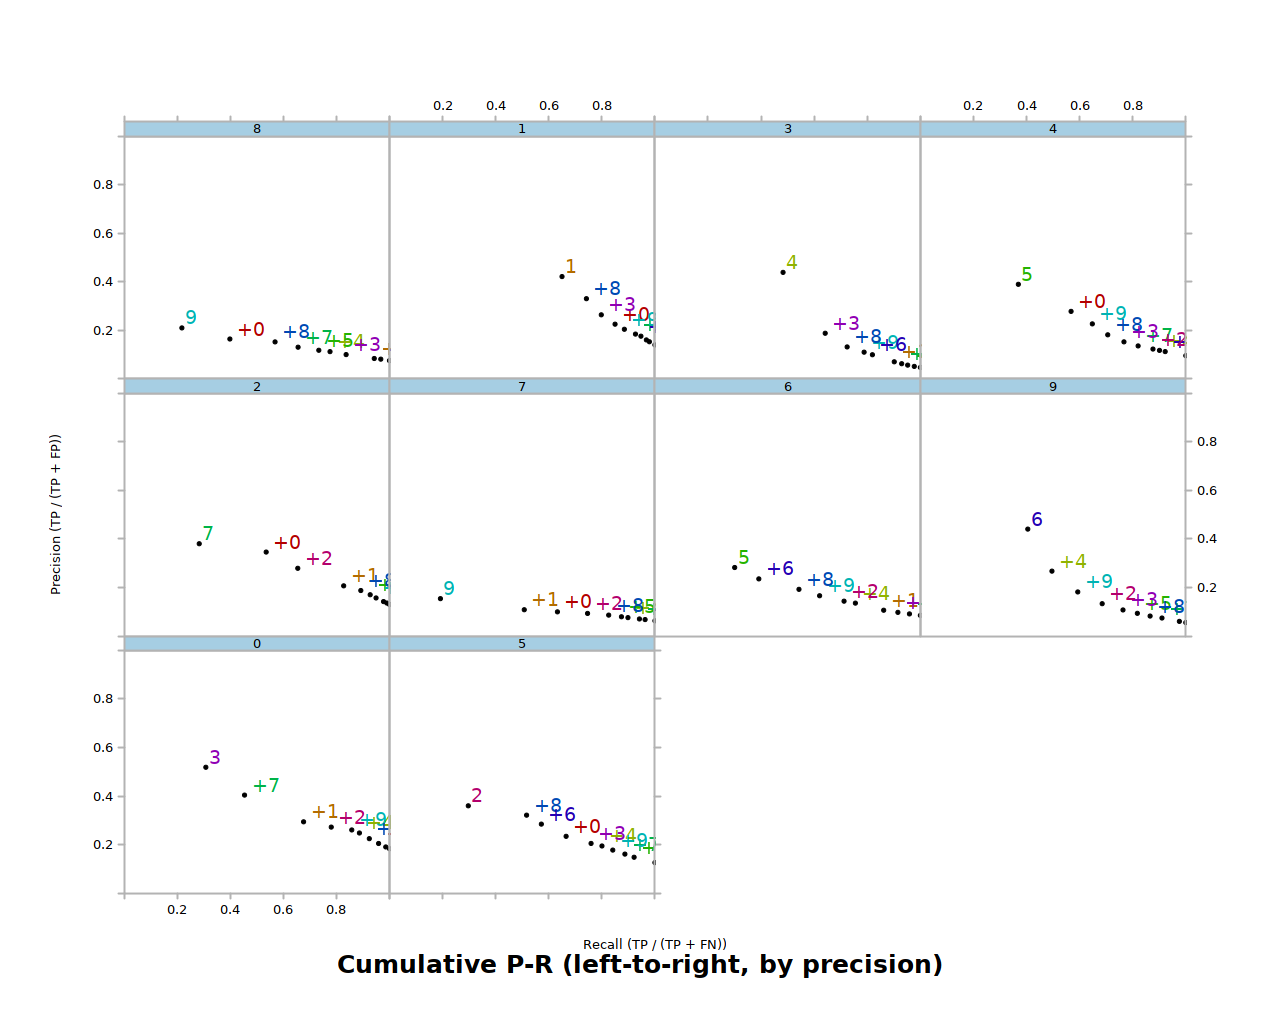 0.2 0.4 0.6 0.8 0.2 0.4 0.6 0.8
8 1 3 4
0.8
0.6
0.4
0.2
9 +0 +8 +7 +5 +4 +3
1 +8 +3 +0
4 +3 +8 +9 +6
5 +0 +9 +8 +3 +7 +2
2 7 6 9
0.8
0.6
0.4
0.2
7 +0 +2 +1 +8
9 +1 +0 +2 +8 +5
5 +6 +8 +9 +2 +4 +1
6 +4 +9 +2 +3 +5 +8
0 5
0.8
0.6
0.4
0.2
3 +7 +1 +2 +9
2 +8 +6 +0 +3 +4 +9
0.2 0.4 0.6 0.8
Precision (TP / (TP + FP))
Recall (TP / (TP + FN))
Cumulative P-R (left-to-right, by precision)